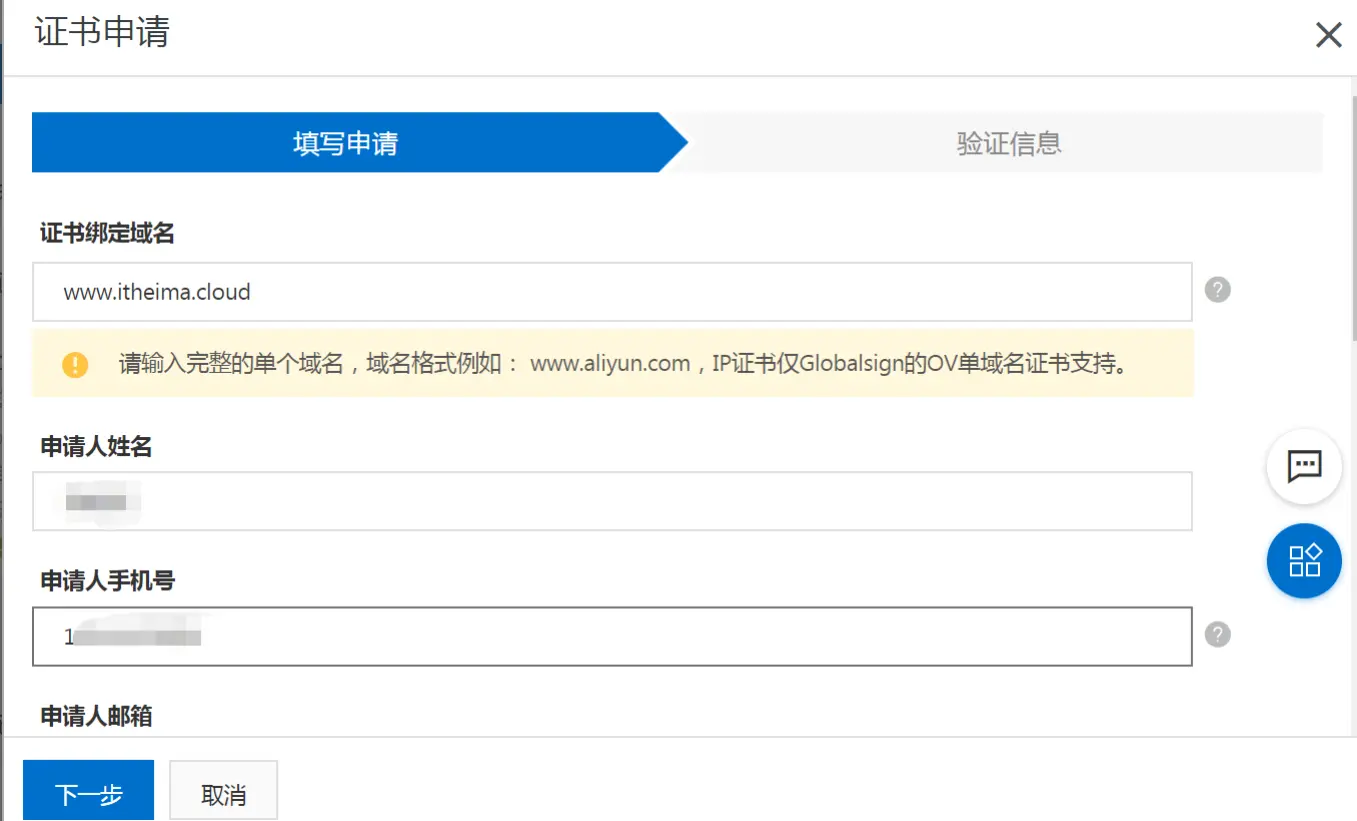 证书申请
填写申请
验证信息
证书绑定域名
www.itheima.cloud
请输入完整的单个域名，域名格式例如： www.aliyun.com，IP证书仅Globalsign的OV单域名证书支持。
申请人姓名
申请人手机号
1
申请人邮箱
下一步
取消